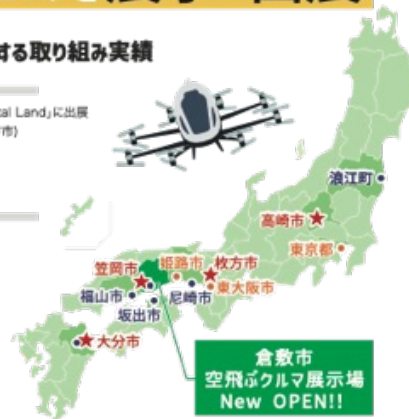 する取り組み実績
tal Land」に出展
市)
浪江町
高崎市
東京都
笠岡市
姫路市
枚方市
東大阪市
福山市
尼崎市
坂出市
大分市
倉敷市
空飛ぶクルマ展示場
New OPEN!!